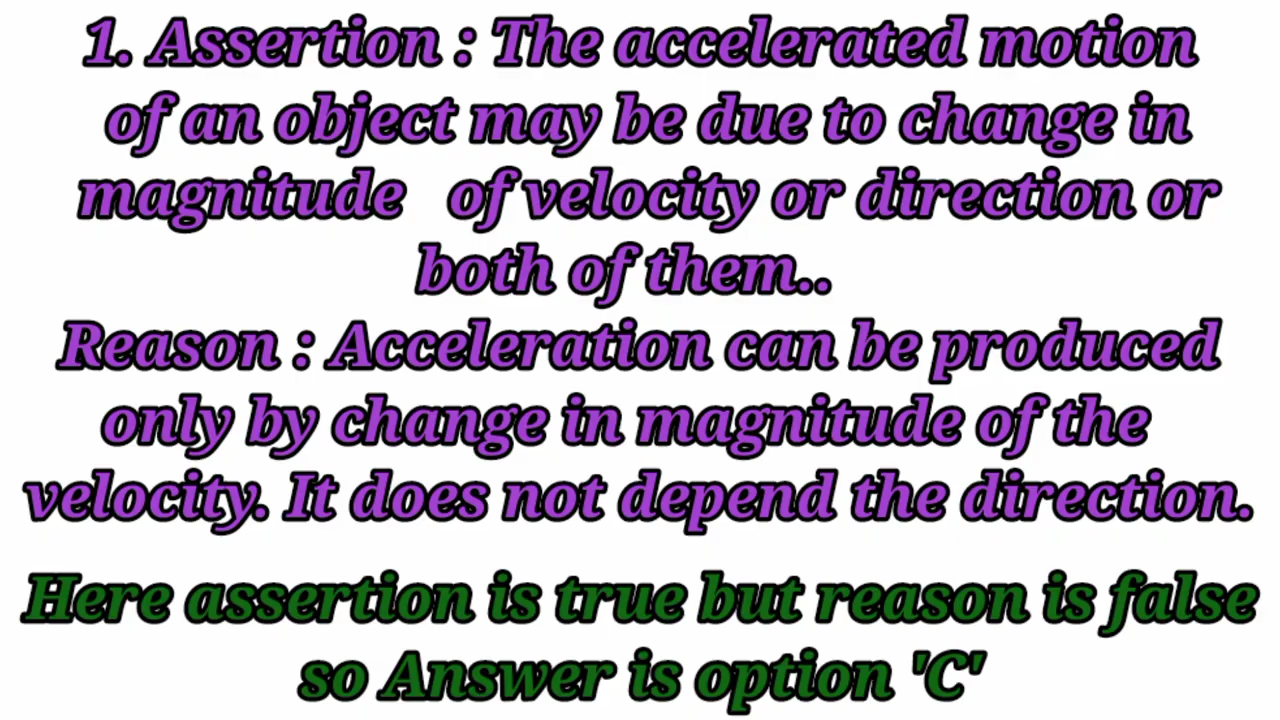 1. Assertion : The accelerated motion
of an object may be due to change in
magnitude of velocity or direction or
both of them..
Reason : Acceleration can be produced
only by change in magnitude of the
velocity. It does not depend the direction.
Here assertion is true but reason is false
so Answer is option 'C'